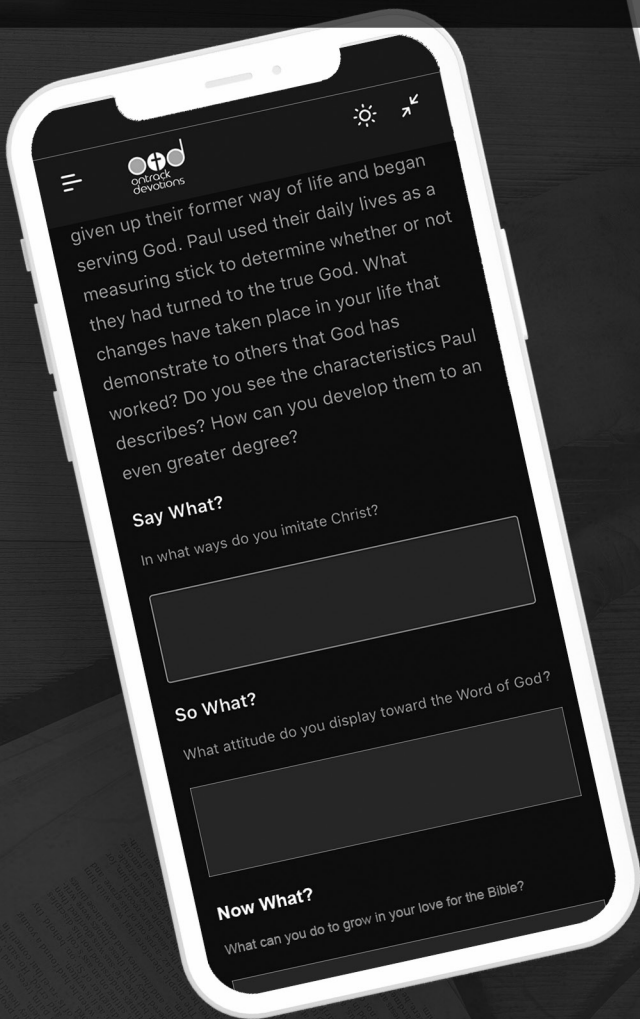 ontrack
devotions
given up their former way of life and began
serving God. Paul used their daily lives as a
measuring stick to determine whether or not
they had turned to the true God. What
changes have taken place in your life that
demonstrate to others that God has
worked? Do you see the characteristics Paul
describes? How can you develop them to an
even greater degree?
Say What?
In what ways do you imitate Christ?
So What?
What attitude do you display toward the Word of God?
Now What?
What can you do to grow in your love for the Bible?